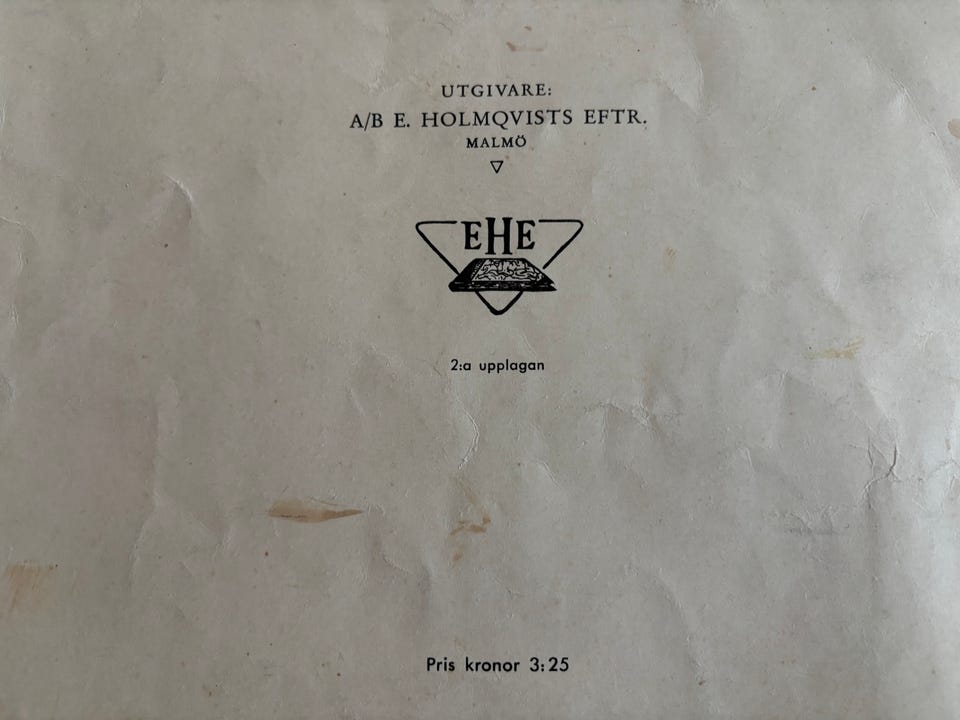 UTGIVARE:
A/B E. HOLMQVISTS EFTR.
MALMÖ
EHE
2:a upplagan
Pris kronor 3:25